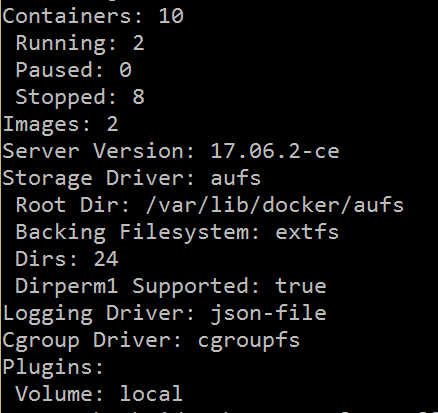 Containers: 10
 Running: 2
 Paused: 0
 Stopped: 8
Images: 2
Server Version: 17.06.2-ce
Storage Driver: aufs
 Root Dir: /var/lib/docker/aufs
 Backing Filesystem: extfs
 Dirs: 24
 Dirperm1 Supported: true
Logging Driver: json-file
Cgroup Driver: cgroupfs
Plugins:
 Volume: local